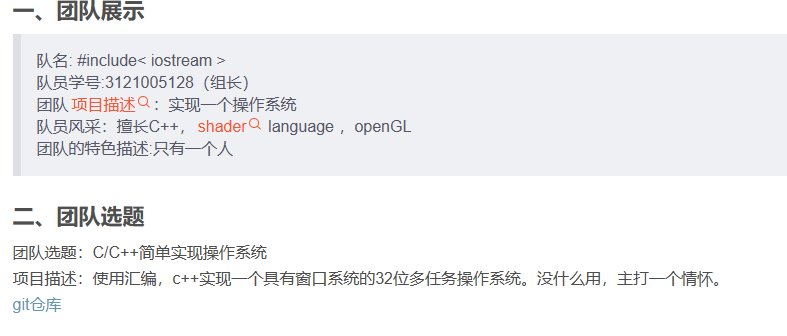 一、团队展示
队名: #include< iostream >
队员学号:3121005128（组长）
团队 项目描述 ：实现一个操作系统
队员风采：擅长C++， shader language ，openGL
团队的特色描述:只有一个人
二、团队选题
团队选题：C/C++简单实现操作系统
项目描述：使用汇编，c++实现一个具有窗口系统的32位多任务操作系统。没什么用，主打一个情怀。
git仓库